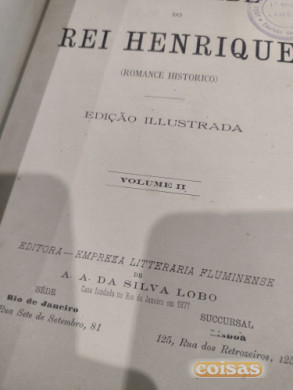 DO
REI HENRIQUE
(ROMANCE HISTORICO)
EDIÇÃO ILLUSTRADA
VOLUME II
EDITORA — EMPREZA LITTERARIA FLUMINENSE
DE
A. A. DA SILVA LOBO
Casa fundada no Rio de Janeiro em 1877
SÉDE
Rio de Janeiro
Rua Sete de Setembro, 81
SUCCURSAL
Lisboa
125, Rua dos Retrozeiros, 125
coisas